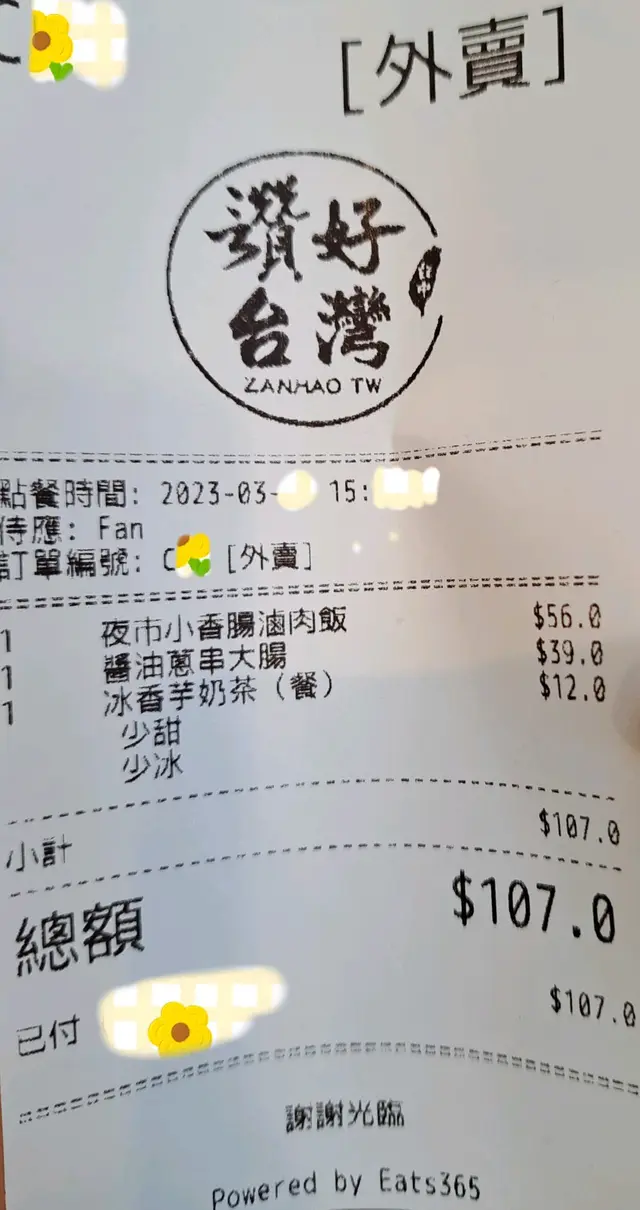 [外賣]
讚好
台灣
ZANHAO TW
點餐時間: 2023-03- 15:
侍應: Fan
訂單編號: C [外賣]
1 夜市小香腸滷肉飯 $56.0
1 醬油蔥串大腸 $39.0
1 冰香芋奶茶（餐） $12.0
少甜
少冰
小計 $107.0
總額 $107.0
已付 $107.0
謝謝光臨
Powered by Eats365